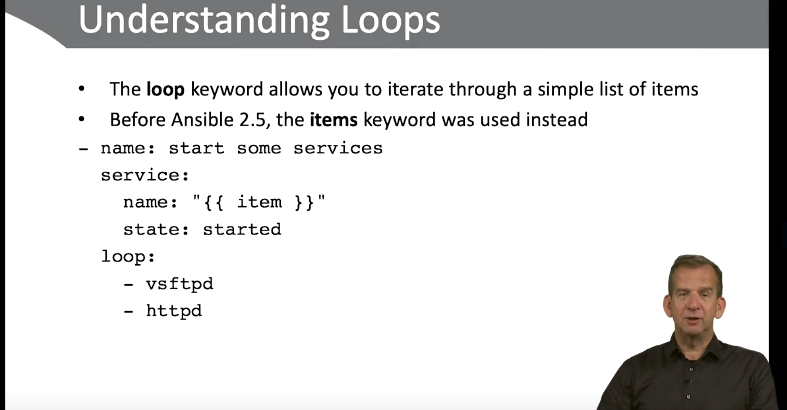 Understanding Loops
• The loop keyword allows you to iterate through a simple list of items
• Before Ansible 2.5, the items keyword was used instead
- name: start some services
  service:
    name: "{{ item }}"
    state: started
  loop:
    - vsftpd
    - httpd